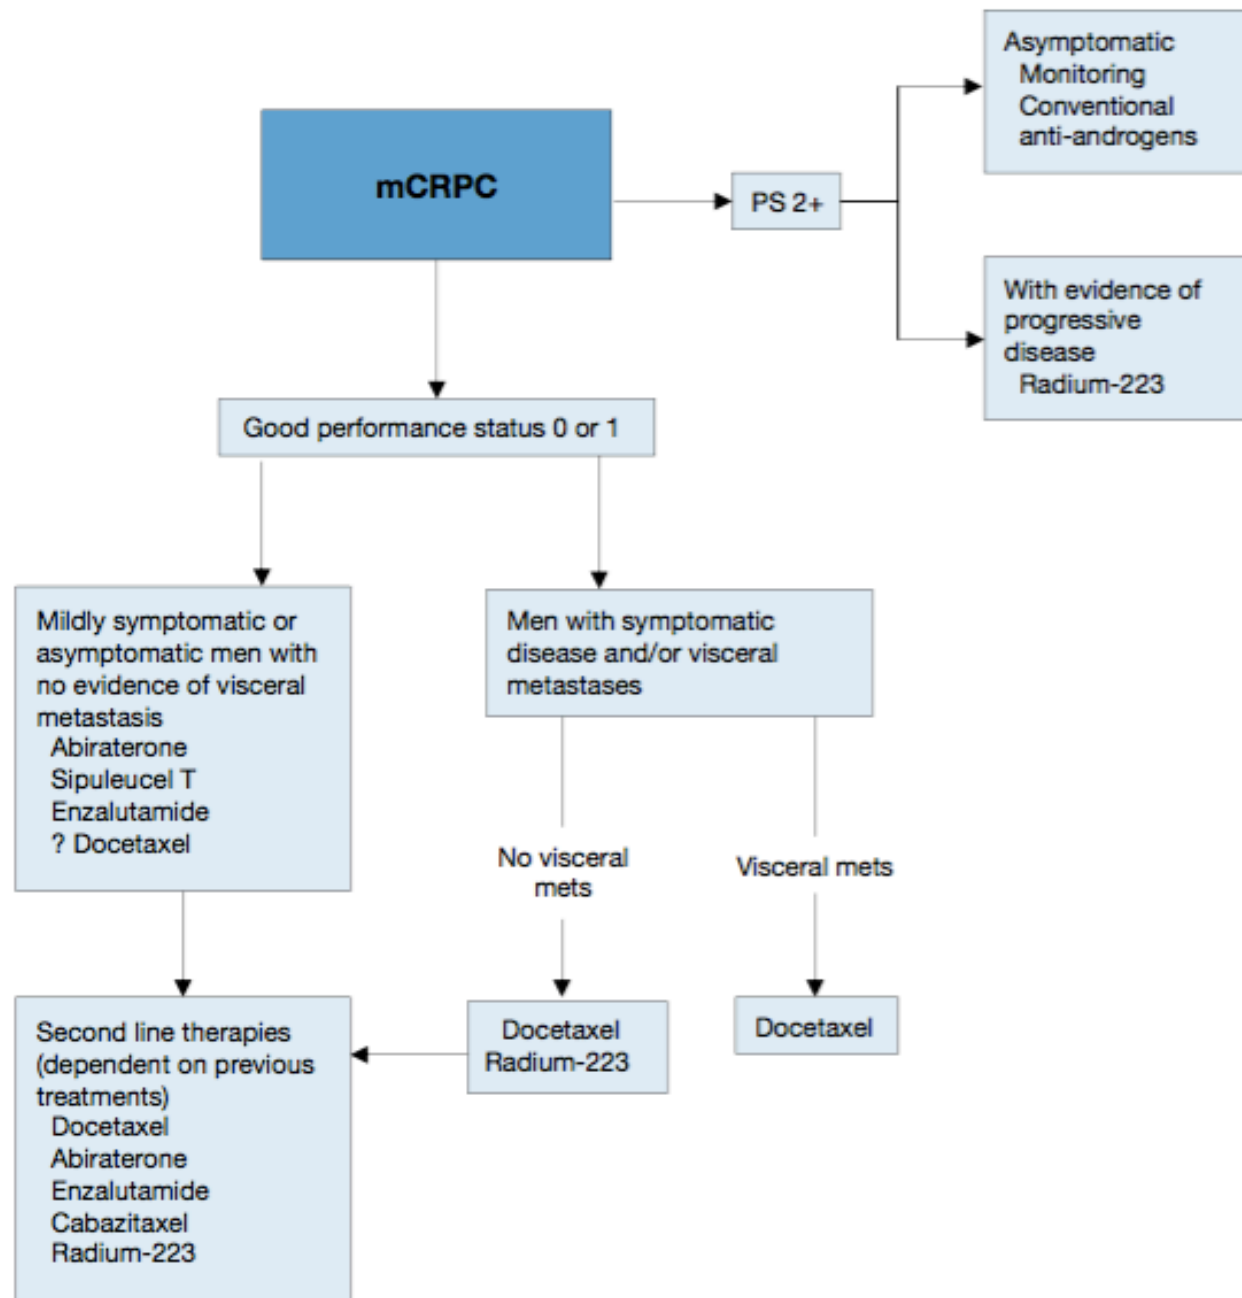 Asymptomatic
Monitoring
Conventional
anti-androgens
mCRPC
PS 2+
With evidence of
progressive
disease
Radium-223
Good performance status 0 or 1
Mildly symptomatic or
asymptomatic men with
no evidence of visceral
metastasis
Abiraterone
Sipuleucel T
Enzalutamide
? Docetaxel
Men with symptomatic
disease and/or visceral
metastases
No visceral
mets
Visceral mets
Second line therapies
(dependent on previous
treatments)
Docetaxel
Abiraterone
Enzalutamide
Cabazitaxel
Radium-223
Docetaxel
Radium-223
Docetaxel